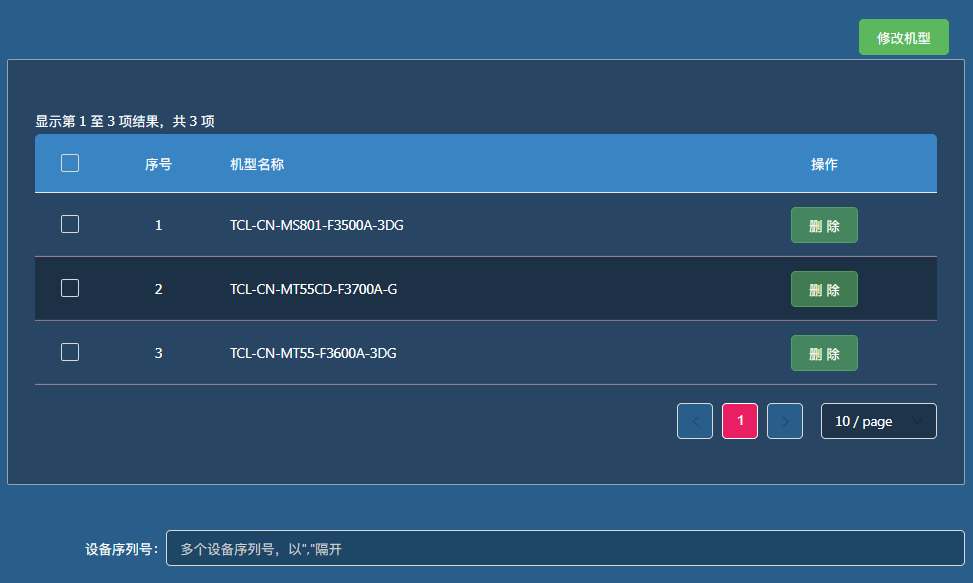 修改机型
显示第 1 至 3 项结果，共 3 项
序号 机型名称 操作
1 TCL-CN-MS801-F3500A-3DG 删 除
2 TCL-CN-MT55CD-F3700A-G 删 除
3 TCL-CN-MT55-F3600A-3DG 删 除
< 1 > 10 / page
设备序列号： 多个设备序列号，以","隔开